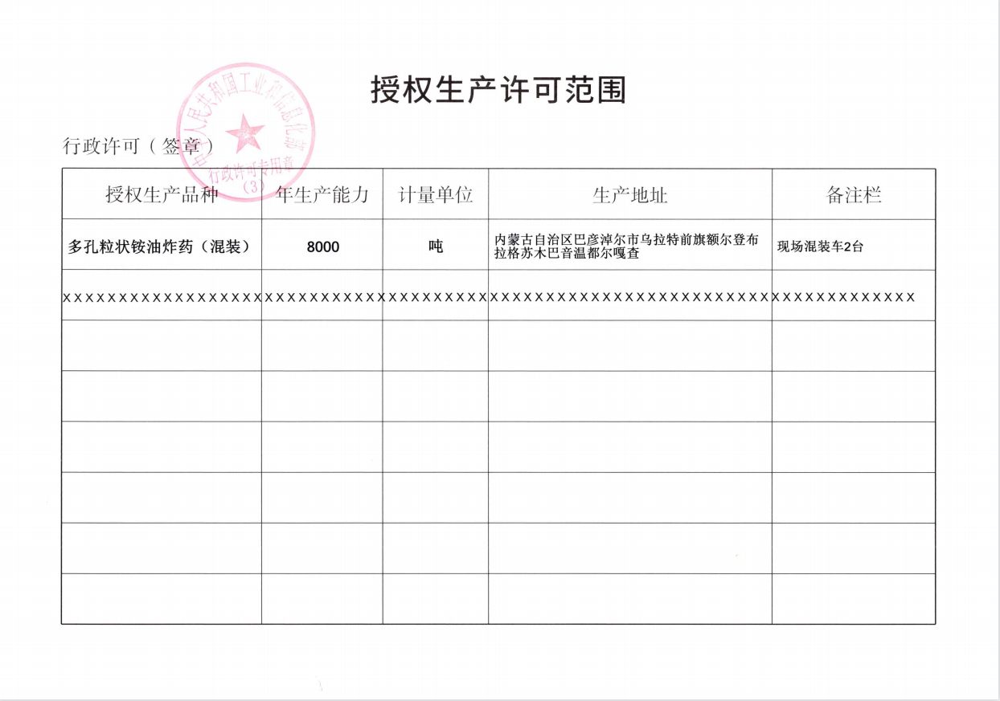 授权生产许可范围
中华人民共和国工业和信息化部
行政许可专用章
(3)
行政许可（签章）
授权生产品种 年生产能力 计量单位 生产地址 备注栏
多孔粒状铵油炸药（混装） 8000 吨 内蒙古自治区巴彦淖尔市乌拉特前旗额尔登布
拉格苏木巴音温都尔嘎查 现场混装车2台
XXXXXXXXXXXXXXXXXXXXXXXXXXXXXXXXXXXXXXXXXXXXXXXXXXXXXXXXXXXXXXXXXXXXXXXXXXXXX